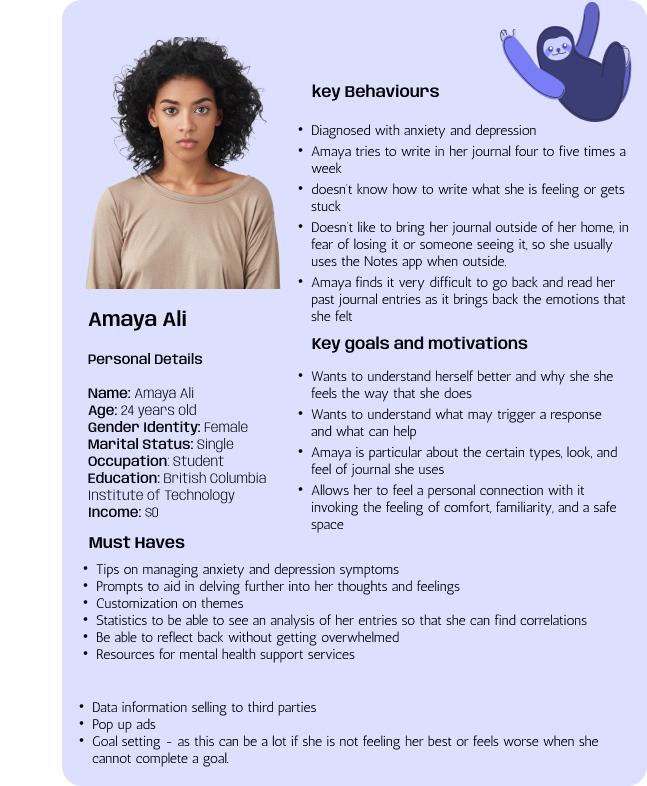 key Behaviours
• Diagnosed with anxiety and depression
• Amaya tries to write in her journal four to five times a
week
• doesn't know how to write what she is feeling or gets
stuck
• Doesn't like to bring her journal outside of her home, in
fear of losing it or someone seeing it, so she usually
uses the Notes app when outside.
• Amaya finds it very difficult to go back and read her
past journal entries as it brings back the emotions that
she felt
Key goals and motivations
• Wants to understand herself better and why she she
feels the way that she does
• Wants to understand what may trigger a response
and what can help
• Amaya is particular about the certain types, look, and
feel of journal she uses
• Allows her to feel a personal connection with it
invoking the feeling of comfort, familiarity, and a safe
space
Amaya Ali
Personal Details
Name: Amaya Ali
Age: 24 years old
Gender Identity: Female
Marital Status: Single
Occupation: Student
Education: British Columbia
Institute of Technology
Income: $0
Must Haves
• Tips on managing anxiety and depression symptoms
• Prompts to aid in delving further into her thoughts and feelings
• Customization on themes
• Statistics to be able to see an analysis of her entries so that she can find correlations
• Be able to reflect back without getting overwhelmed
• Resources for mental health support services
• Data information selling to third parties
• Pop up ads
• Goal setting - as this can be a lot if she is not feeling her best or feels worse when she
cannot complete a goal.